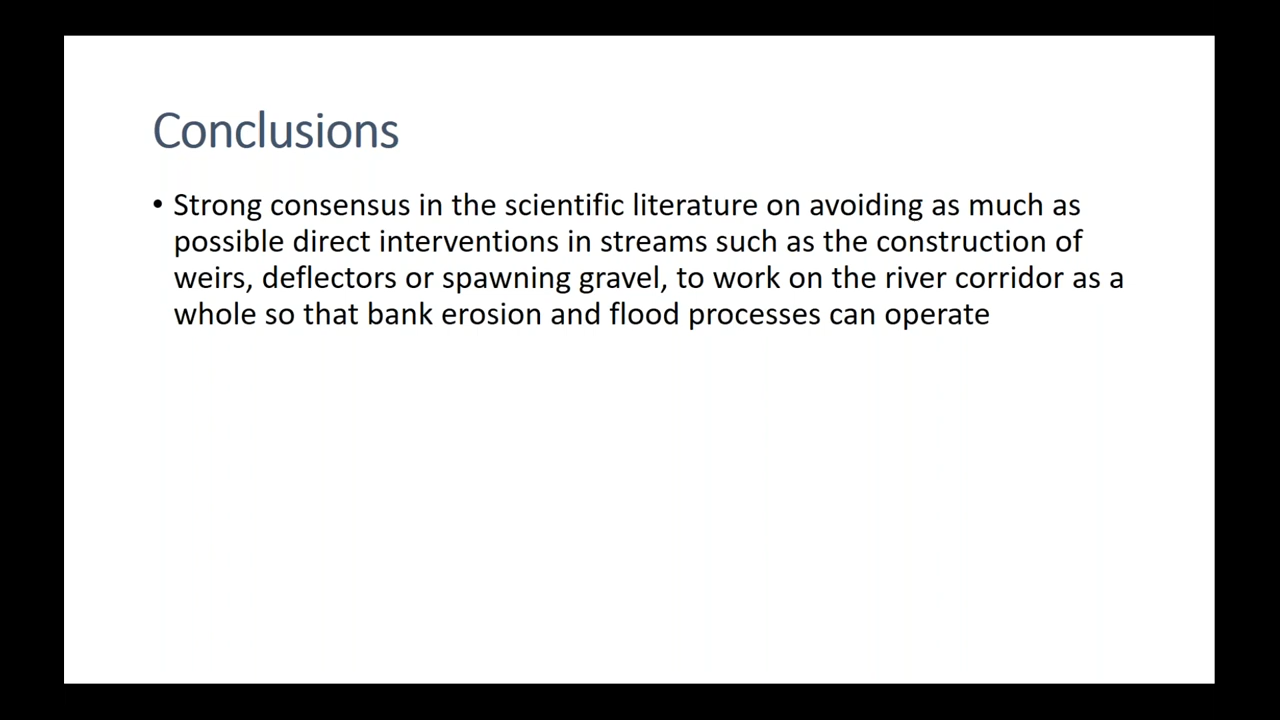 Conclusions
• Strong consensus in the scientific literature on avoiding as much as
possible direct interventions in streams such as the construction of
weirs, deflectors or spawning gravel, to work on the river corridor as a
whole so that bank erosion and flood processes can operate